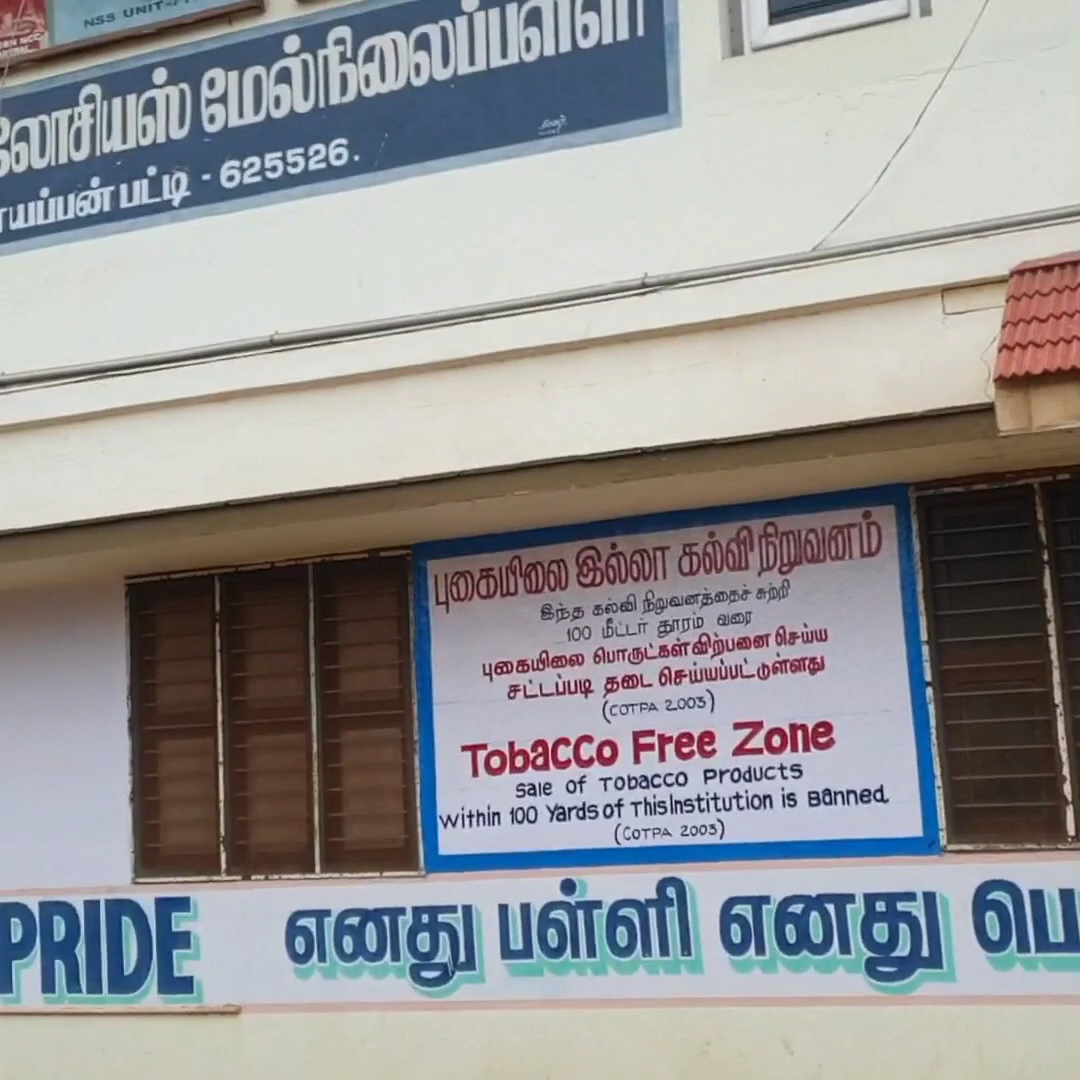 NSS UNIT
லோசியஸ் மேல்நிலைப்பள்ளி
யப்பன் பட்டி - 625526.
புகையிலை இல்லா கல்வி நிறுவனம்
இந்த கல்வி நிறுவனத்தைச் சுற்றி
100 மீட்டர் தூரம் வரை
புகையிலை பொருட்கள் விற்பனை செய்ய
சட்டப்படி தடை செய்யப்பட்டுள்ளது
(COTPA 2003)
Tobacco Free Zone
Sale of Tobacco Products
Within 100 Yards of This Institution is Banned
(COTPA 2003)
PRIDE எனது பள்ளி எனது பெ